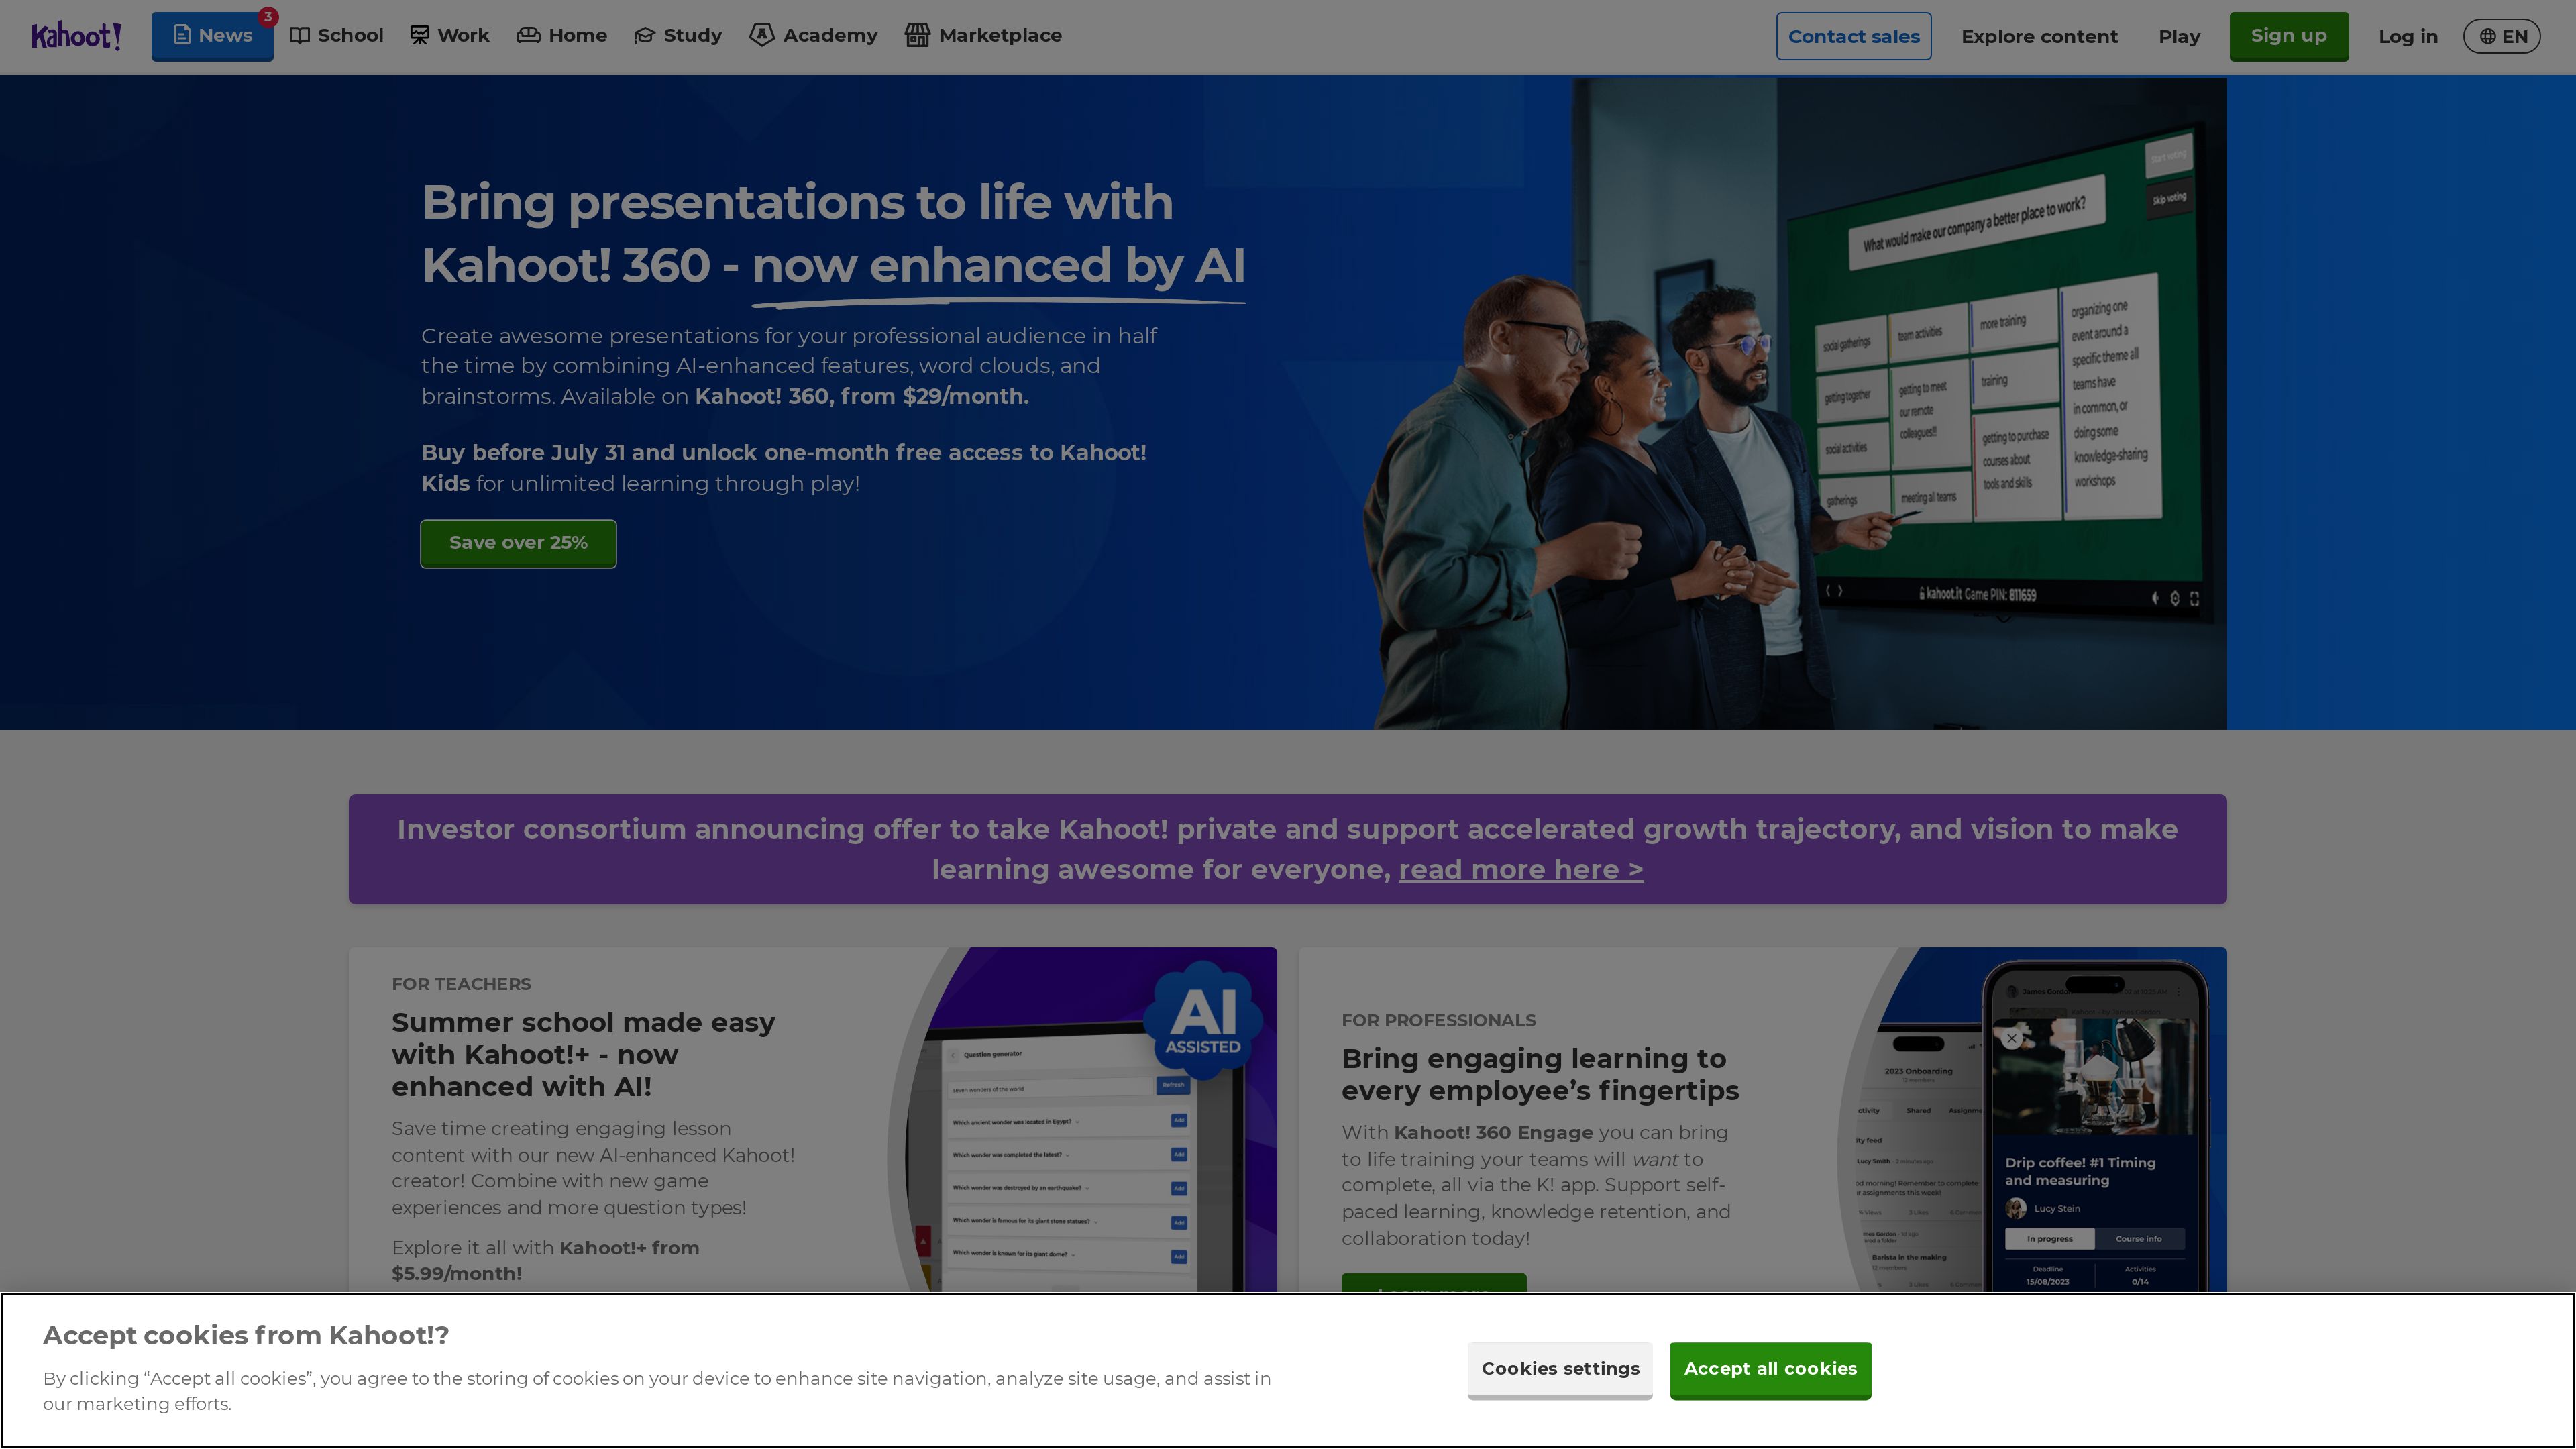 Kahoot!
News
3
School
Work
Home
Study
Academy
Marketplace
Contact sales
Explore content
Play
Sign up
Log in
EN
Bring presentations to life with
Kahoot! 360 - now enhanced by AI
Create awesome presentations for your professional audience in half
the time by combining AI-enhanced features, word clouds, and
brainstorms. Available on Kahoot! 360, from $29/month.
Buy before July 31 and unlock one-month free access to Kahoot!
Kids for unlimited learning through play!
Save over 25%
Start voting
Skip voting
What would make our company a better place to work?
social gatherings
team activities
more training
organizing one
event around a
specific theme all
teams have
in common, or
doing some
knowledge-sharing
workshops
getting together
getting to meet
our remote
colleagues!!!
training
social activities
getting to purchase
courses about
tools and skills
gatherings
meeting all teams
kahoot.it Game PIN: 811659
Investor consortium announcing offer to take Kahoot! private and support accelerated growth trajectory, and vision to make
learning awesome for everyone, read more here >
FOR TEACHERS
Summer school made easy
with Kahoot!+ - now
enhanced with AI!
Save time creating engaging lesson
content with our new AI-enhanced Kahoot!
creator! Combine with new game
experiences and more question types!
Explore it all with Kahoot!+ from
$5.99/month!
AI
ASSISTED
Question generator
seven wonders of the world
Refresh
Which ancient wonder was located in Egypt?
Add
Which wonder was completed the latest?
Add
Which wonder was destroyed by an earthquake?
Add
Which wonder is famous for its giant stone statues?
Add
Which wonder is known for its giant dome?
Add
FOR PROFESSIONALS
Bring engaging learning to
every employee’s fingertips
With Kahoot! 360 Engage you can bring
to life training your teams will want to
complete, all via the K! app. Support self-
paced learning, knowledge retention, and
collaboration today!
2023 Onboarding
12 members
Shared
Lucy Smith
2 minutes ago
Remember to complete
assignments this week!
Views
3 Likes
Barista in the making
James Gordon
Drip coffee! #1 Timing
and measuring
Lucy Stein
In progress
Course info
Deadline
15/08/2023
Activities
0/14
Accept cookies from Kahoot!?
By clicking “Accept all cookies”, you agree to the storing of cookies on your device to enhance site navigation, analyze site usage, and assist in
our marketing efforts.
Cookies settings
Accept all cookies